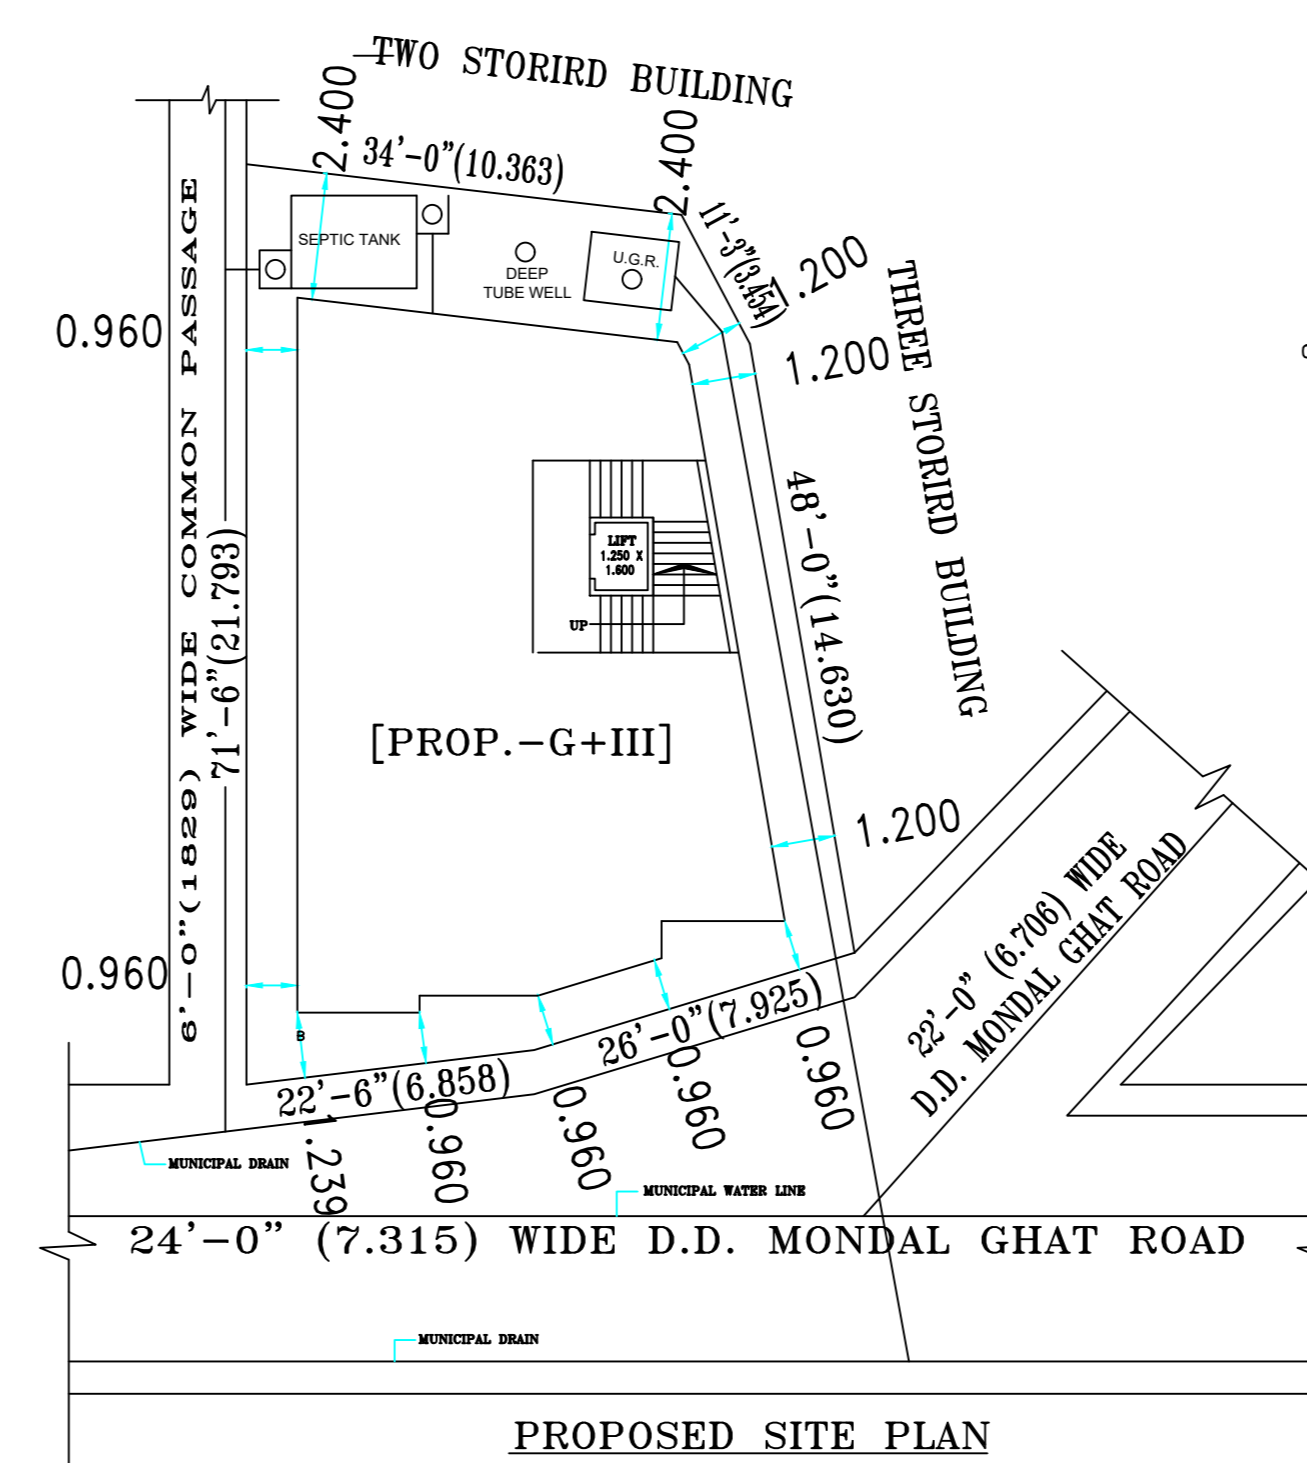 TWO STORIRD BUILDING
2.400
34'-0"(10.363)
2.400
11'-3"(3.454)
1.200
1.200
THREE STORIRD BUILDING
SEPTIC TANK
DEEP
TUBE WELL
U.G.R.
0.960
6'-0"(1829) WIDE COMMON PASSAGE
71'-6"(21.793)
LIFT
1.250 X
1.600
UP
48'-0"(14.630)
[PROP.-G+III]
1.200
0.960
B
22'-6"(6.858)
26'-0"(7.925)
1.239
0.960
0.960
0.960
0.960
22'-0" (6.706) WIDE
D.D. MONDAL GHAT ROAD
MUNICIPAL DRAIN
MUNICIPAL WATER LINE
24'-0" (7.315) WIDE D.D. MONDAL GHAT ROAD
MUNICIPAL DRAIN
PROPOSED SITE PLAN